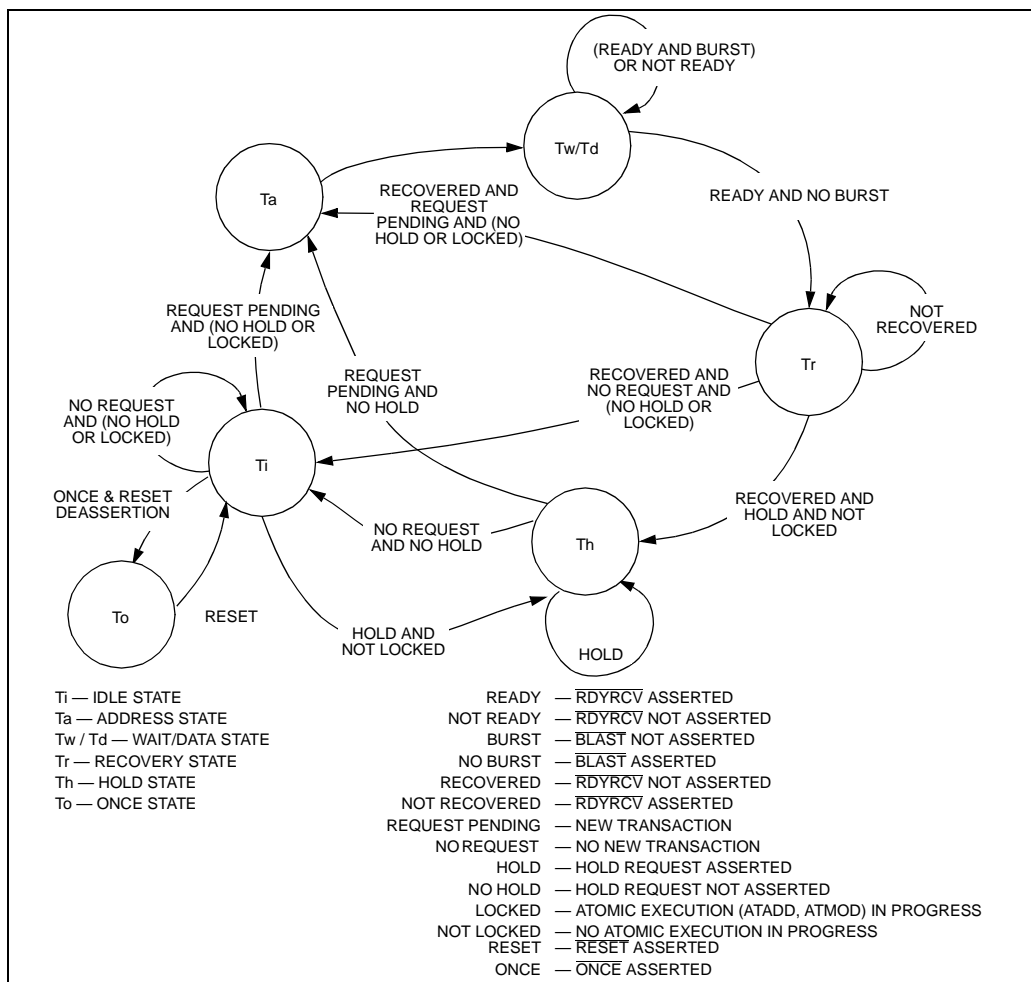 (READY AND BURST)
OR NOT READY
Tw/Td
READY AND NO BURST
Ta
RECOVERED AND
REQUEST
PENDING AND (NO
HOLD OR LOCKED)
REQUEST PENDING
AND (NO HOLD OR
LOCKED)
NOT
RECOVERED
Tr
REQUEST
PENDING AND
NO HOLD
RECOVERED AND
NO REQUEST AND
(NO HOLD OR
LOCKED)
NO REQUEST
AND (NO HOLD
OR LOCKED)
Ti
ONCE & RESET
DEASSERTION
NO REQUEST
AND NO HOLD
Th
RECOVERED AND
HOLD AND NOT
LOCKED
To
RESET
HOLD AND
NOT LOCKED
HOLD
Ti — IDLE STATE
Ta — ADDRESS STATE
Tw / Td — WAIT/DATA STATE
Tr — RECOVERY STATE
Th — HOLD STATE
To — ONCE STATE
READY — RDYRCV ASSERTED
NOT READY — RDYRCV NOT ASSERTED
BURST — BLAST NOT ASSERTED
NO BURST — BLAST ASSERTED
RECOVERED — RDYRCV NOT ASSERTED
NOT RECOVERED — RDYRCV ASSERTED
REQUEST PENDING — NEW TRANSACTION
NO REQUEST — NO NEW TRANSACTION
HOLD — HOLD REQUEST ASSERTED
NO HOLD — HOLD REQUEST NOT ASSERTED
LOCKED — ATOMIC EXECUTION (ATADD, ATMOD) IN PROGRESS
NOT LOCKED — NO ATOMIC EXECUTION IN PROGRESS
RESET — RESET ASSERTED
ONCE — ONCE ASSERTED